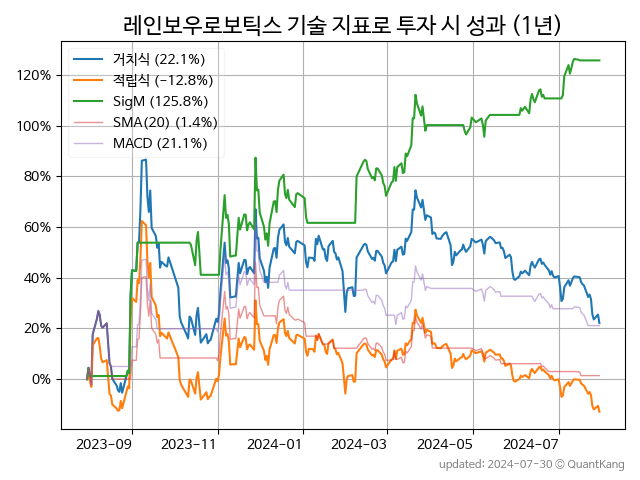 레인보우로보틱스 기술 지표로 투자 시 성과 (1년)
거치식 (22.1%)
적립식 (-12.8%)
SigM (125.8%)
SMA(20) (1.4%)
MACD (21.1%)
120%
100%
80%
60%
40%
20%
0%
2023-09 2023-11 2024-01 2024-03 2024-05 2024-07
updated: 2024-07-30 © QuantKang